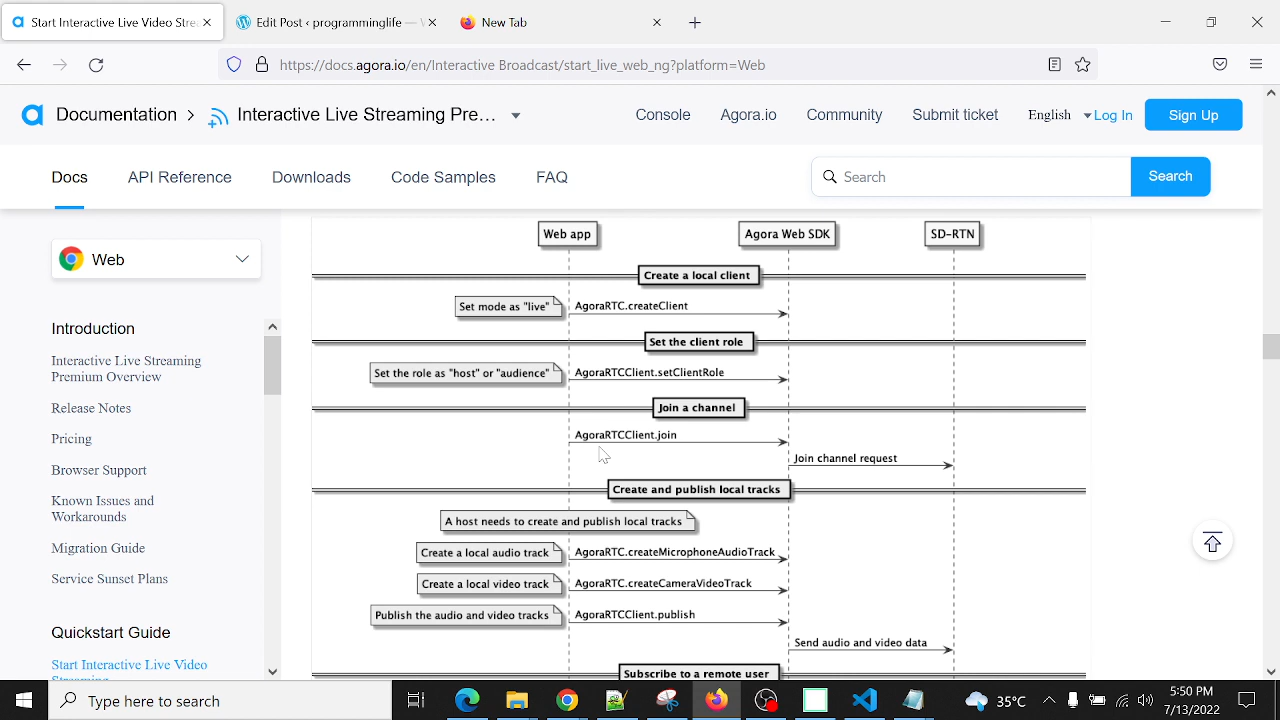 Start Interactive Live Video Stre
Edit Post ‹ programminglife —
New Tab
https://docs.agora.io/en/Interactive Broadcast/start_live_web_ng?platform=Web
Documentation > Interactive Live Streaming Pre...
Console
Agora.io
Community
Submit ticket
English
Log In
Sign Up
Docs
API Reference
Downloads
Code Samples
FAQ
Search
Search
Web
Introduction
Interactive Live Streaming
Premium Overview
Release Notes
Pricing
Browser Support
Known Issues and
Workarounds
Migration Guide
Service Sunset Plans
Quickstart Guide
Start Interactive Live Video
Web app
Agora Web SDK
SD-RTN
Create a local client
Set mode as "live"
AgoraRTC.createClient
Set the client role
Set the role as "host" or "audience"
AgoraRTCClient.setClientRole
Join a channel
AgoraRTCClient.join
Join channel request
Create and publish local tracks
A host needs to create and publish local tracks
Create a local audio track
AgoraRTC.createMicrophoneAudioTrack
Create a local video track
AgoraRTC.createCameraVideoTrack
Publish the audio and video tracks
AgoraRTCClient.publish
Send audio and video data
Subscribe to a remote user
Type here to search
35°C
5:50 PM
7/13/2022